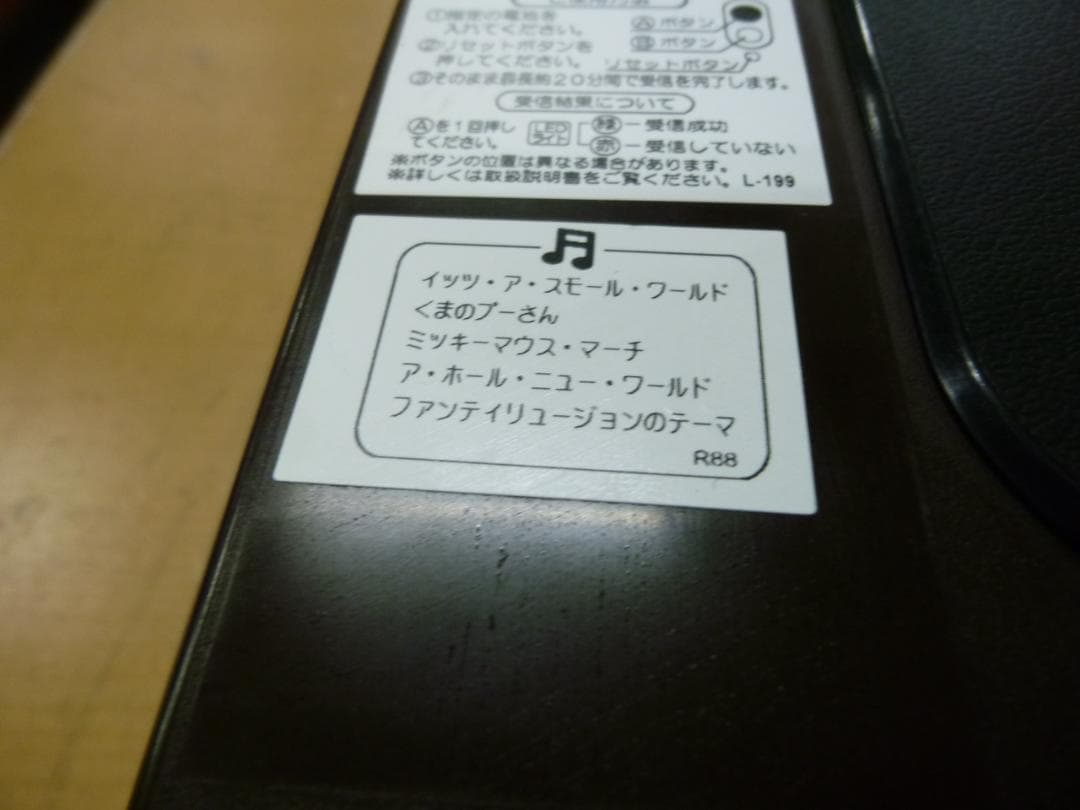 ご使用方法
①指定の電池を
入れてください。
②リセットボタンを
押してください。
Ⓐボタン
Ⓑボタン
リセットボタン
③そのまま最長約20分間で受信を完了します。
受信結果について
Ⓐを1回押し
てください。
LED
ライト
緑－受信成功
赤－受信していない
※ボタンの位置は異なる場合があります。
※詳しくは取扱説明書をご覧ください。L-199
イッツ・ア・スモール・ワールド
くまのプーさん
ミッキーマウス・マーチ
ア・ホール・ニュー・ワールド
ファンティリュージョンのテーマ
R88